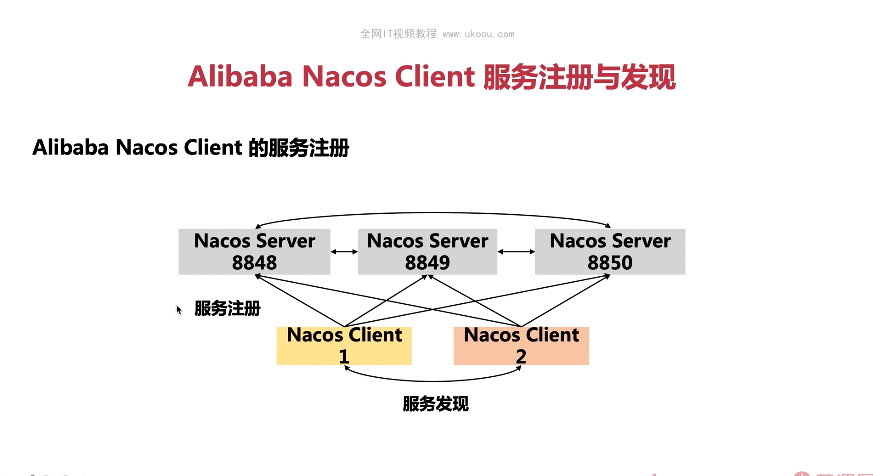 全网IT视频教程 www.ukoou.com
Alibaba Nacos Client 服务注册与发现
Alibaba Nacos Client 的服务注册
Nacos Server
8848
Nacos Server
8849
Nacos Server
8850
服务注册
Nacos Client
1
Nacos Client
2
服务发现